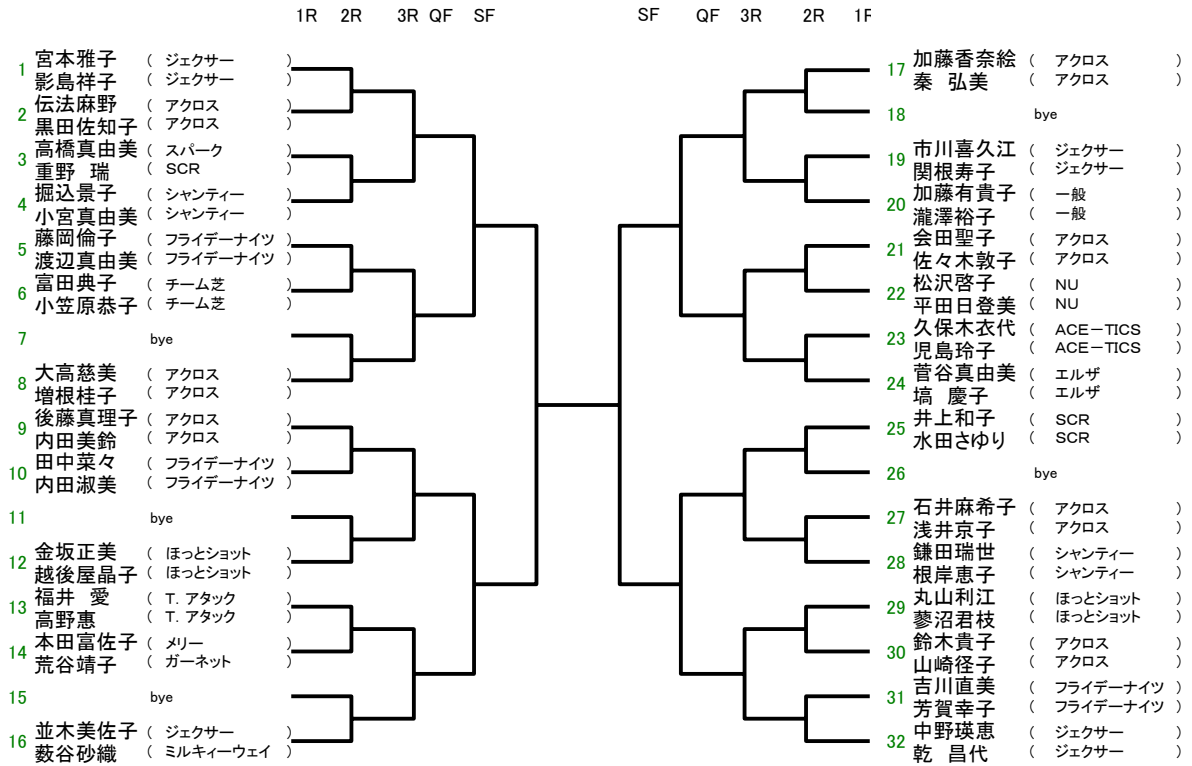 1R 2R 3R QF SF SF QF 3R 2R 1R
1 宮本雅子 ( ジェクサー )
影島祥子 ( ジェクサー )
2 伝法麻野 ( アクロス )
黒田佐知子 ( アクロス )
3 高橋真由美 ( スパーク )
重野 瑞 ( SCR )
4 掘込景子 ( シャンティー )
小宮真由美 ( シャンティー )
5 藤岡倫子 ( フライデーナイツ )
渡辺真由美 ( フライデーナイツ )
6 富田典子 ( チーム芝 )
小笠原恭子 ( チーム芝 )
7 bye
8 大高慈美 ( アクロス )
増根桂子 ( アクロス )
9 後藤真理子 ( アクロス )
内田美鈴 ( アクロス )
10 田中菜々 ( フライデーナイツ )
内田淑美 ( フライデーナイツ )
11 bye
12 金坂正美 ( ほっとショット )
越後屋晶子 ( ほっとショット )
13 福井 愛 ( T. アタック )
高野惠 ( T. アタック )
14 本田富佐子 ( メリー )
荒谷靖子 ( ガーネット )
15 bye
16 並木美佐子 ( ジェクサー )
薮谷砂織 ( ミルキィーウェイ )
17 加藤香奈絵 ( アクロス )
秦 弘美 ( アクロス )
18 bye
19 市川喜久江 ( ジェクサー )
関根寿子 ( ジェクサー )
20 加藤有貴子 ( 一般 )
瀧澤裕子 ( 一般 )
21 会田聖子 ( アクロス )
佐々木敦子 ( アクロス )
22 松沢啓子 ( NU )
平田日登美 ( NU )
23 久保木衣代 ( ACE－TICS )
児島玲子 ( ACE－TICS )
24 菅谷真由美 ( エルザ )
塙 慶子 ( エルザ )
25 井上和子 ( SCR )
水田さゆり ( SCR )
26 bye
27 石井麻希子 ( アクロス )
浅井京子 ( アクロス )
28 鎌田瑞世 ( シャンティー )
根岸恵子 ( シャンティー )
29 丸山利江 ( ほっとショット )
蓼沼君枝 ( ほっとショット )
30 鈴木貴子 ( アクロス )
山崎径子 ( アクロス )
31 吉川直美 ( フライデーナイツ )
芳賀幸子 ( フライデーナイツ )
32 中野瑛恵 ( ジェクサー )
乾 昌代 ( ジェクサー )